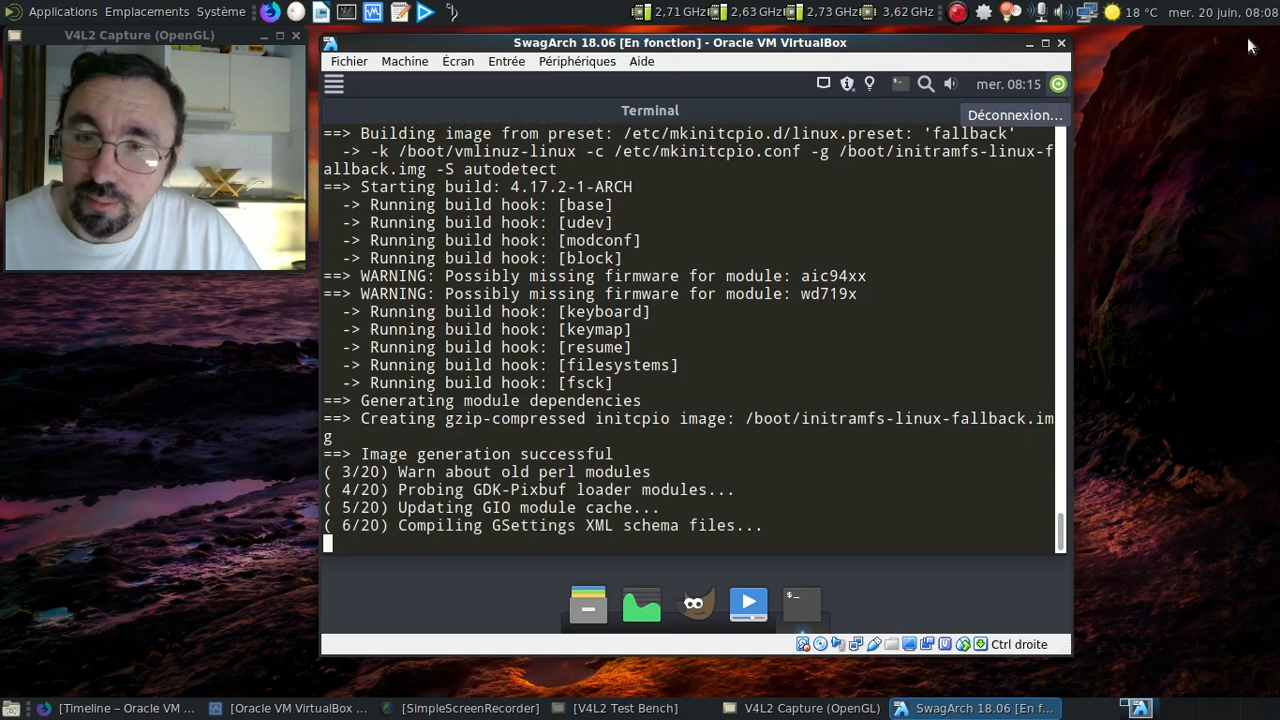 Applications Emplacements Système
2,71 GHz 2,63 GHz 2,73 GHz 3,62 GHz 18 °C mer. 20 juin, 08:08
V4L2 Capture (OpenGL)
SwagArch 18.06 [En fonction] - Oracle VM VirtualBox
Fichier Machine Écran Entrée Périphériques Aide
mer. 08:15
Terminal
Déconnexion...
==> Building image from preset: /etc/mkinitcpio.d/linux.preset: 'fallback'
-> -k /boot/vmlinuz-linux -c /etc/mkinitcpio.conf -g /boot/initramfs-linux-f
allback.img -S autodetect
==> Starting build: 4.17.2-1-ARCH
-> Running build hook: [base]
-> Running build hook: [udev]
-> Running build hook: [modconf]
-> Running build hook: [block]
==> WARNING: Possibly missing firmware for module: aic94xx
==> WARNING: Possibly missing firmware for module: wd719x
-> Running build hook: [keyboard]
-> Running build hook: [keymap]
-> Running build hook: [resume]
-> Running build hook: [filesystems]
-> Running build hook: [fsck]
==> Generating module dependencies
==> Creating gzip-compressed initcpio image: /boot/initramfs-linux-fallback.im
g
==> Image generation successful
( 3/20) Warn about old perl modules
( 4/20) Probing GDK-Pixbuf loader modules...
( 5/20) Updating GIO module cache...
( 6/20) Compiling GSettings XML schema files...
$_
Ctrl droite
[Timeline – Oracle VM ... [Oracle VM VirtualBox ... [SimpleScreenRecorder] [V4L2 Test Bench] V4L2 Capture (OpenGL) SwagArch 18.06 [En f...